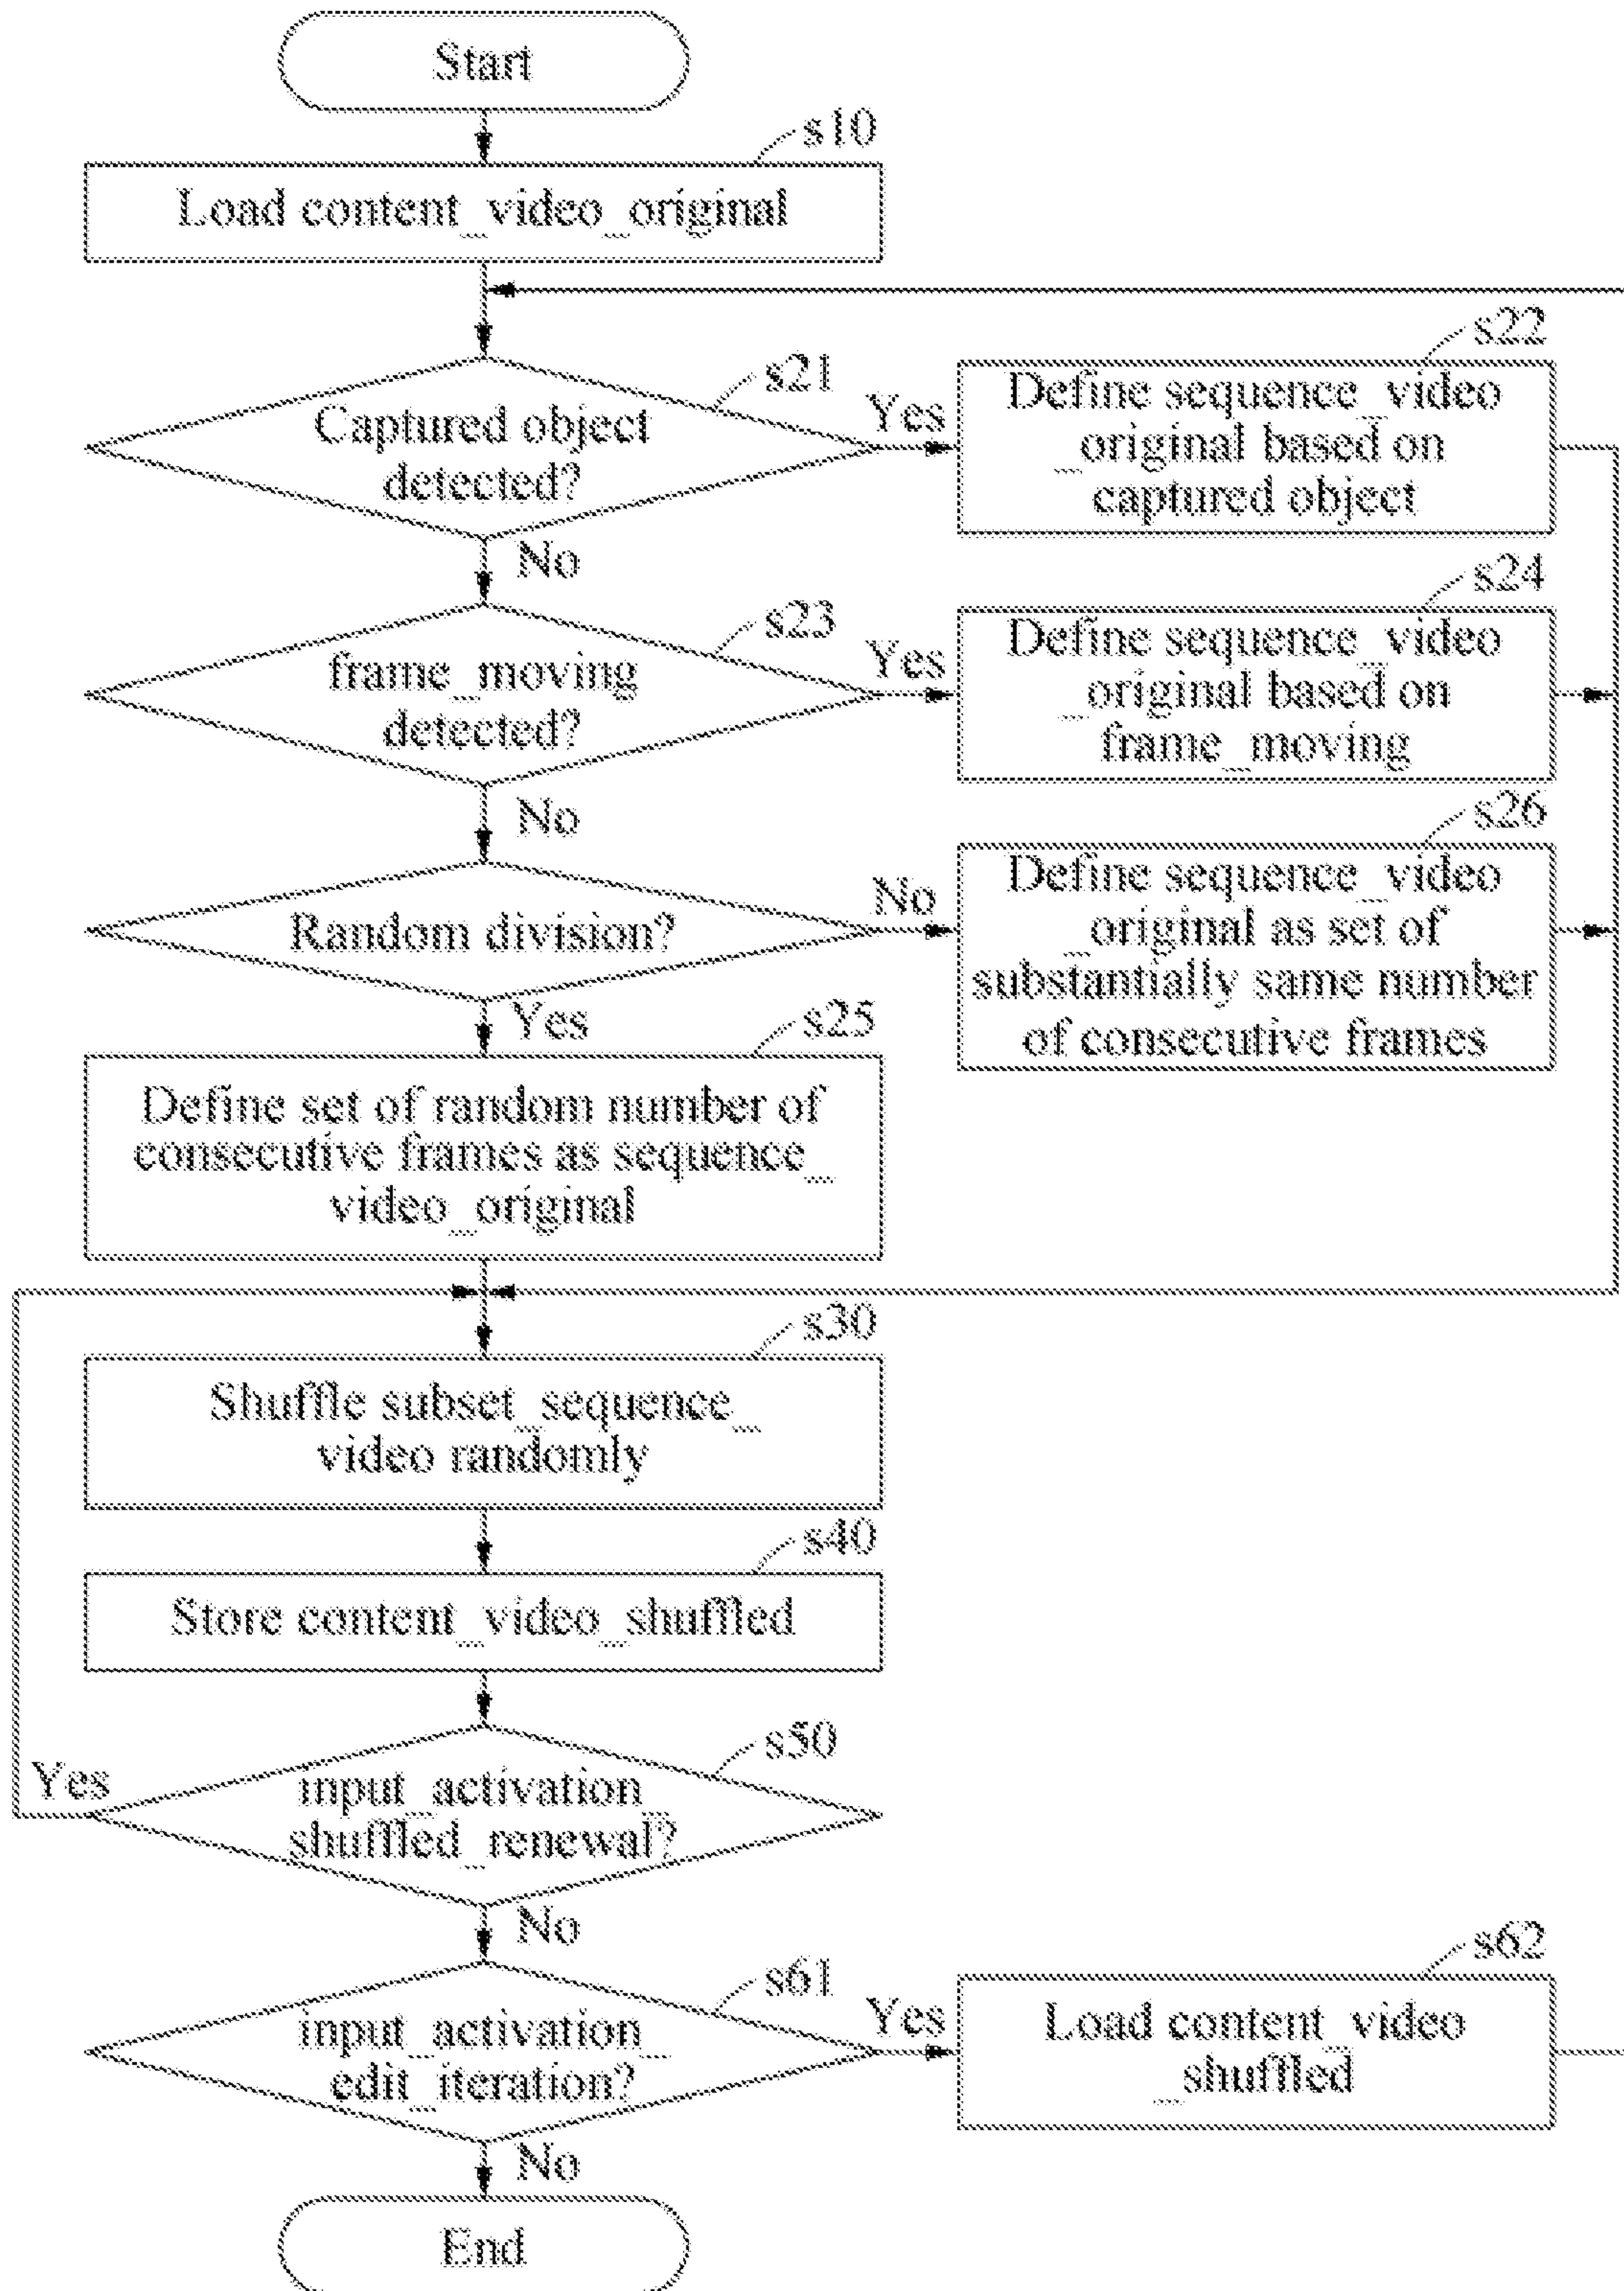 Start
s10
Load content_video_original
s21
Captured object
detected?
Yes
s22
Define sequence_video
_original based on
captured object
No
s23
frame_moving
detected?
Yes
s24
Define sequence_video
_original based on
frame_moving
No
Random division?
No
s26
Define sequence_video
_original as set of
substantially same number
of consecutive frames
Yes
s25
Define set of random number of
consecutive frames as sequence_
video_original
s30
Shuffle subset_sequence_
video randomly
s40
Store content_video_shuffled
s50
input_activation_
shuffled_renewal?
Yes
No
s61
input_activation_
edit_iteration?
Yes
s62
Load content_video
_shuffled
No
End